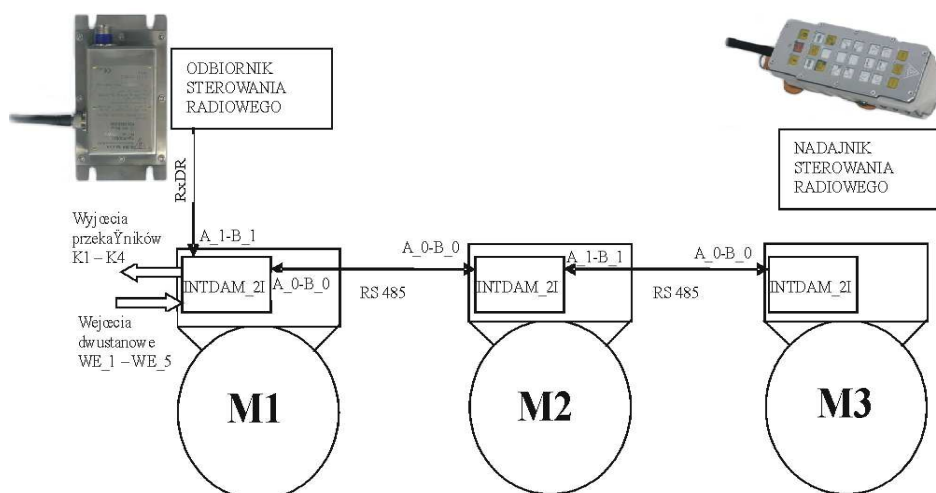 ODBIORNIK
STEROWANIA
RADIOWEGO
NADAJNIK
STEROWANIA
RADIOWEGO
RxDR
Wyjœcia
przekaŸników
K1 – K4
A_1-B_1
A_0-B_0
A_0-B_0
A_1-B_1
A_0-B_0
INTDAM_2I
INTDAM_2I
INTDAM_2I
RS 485
RS 485
Wejœcia
dwustanowe
WE_1 – WE_5
M1
M2
M3